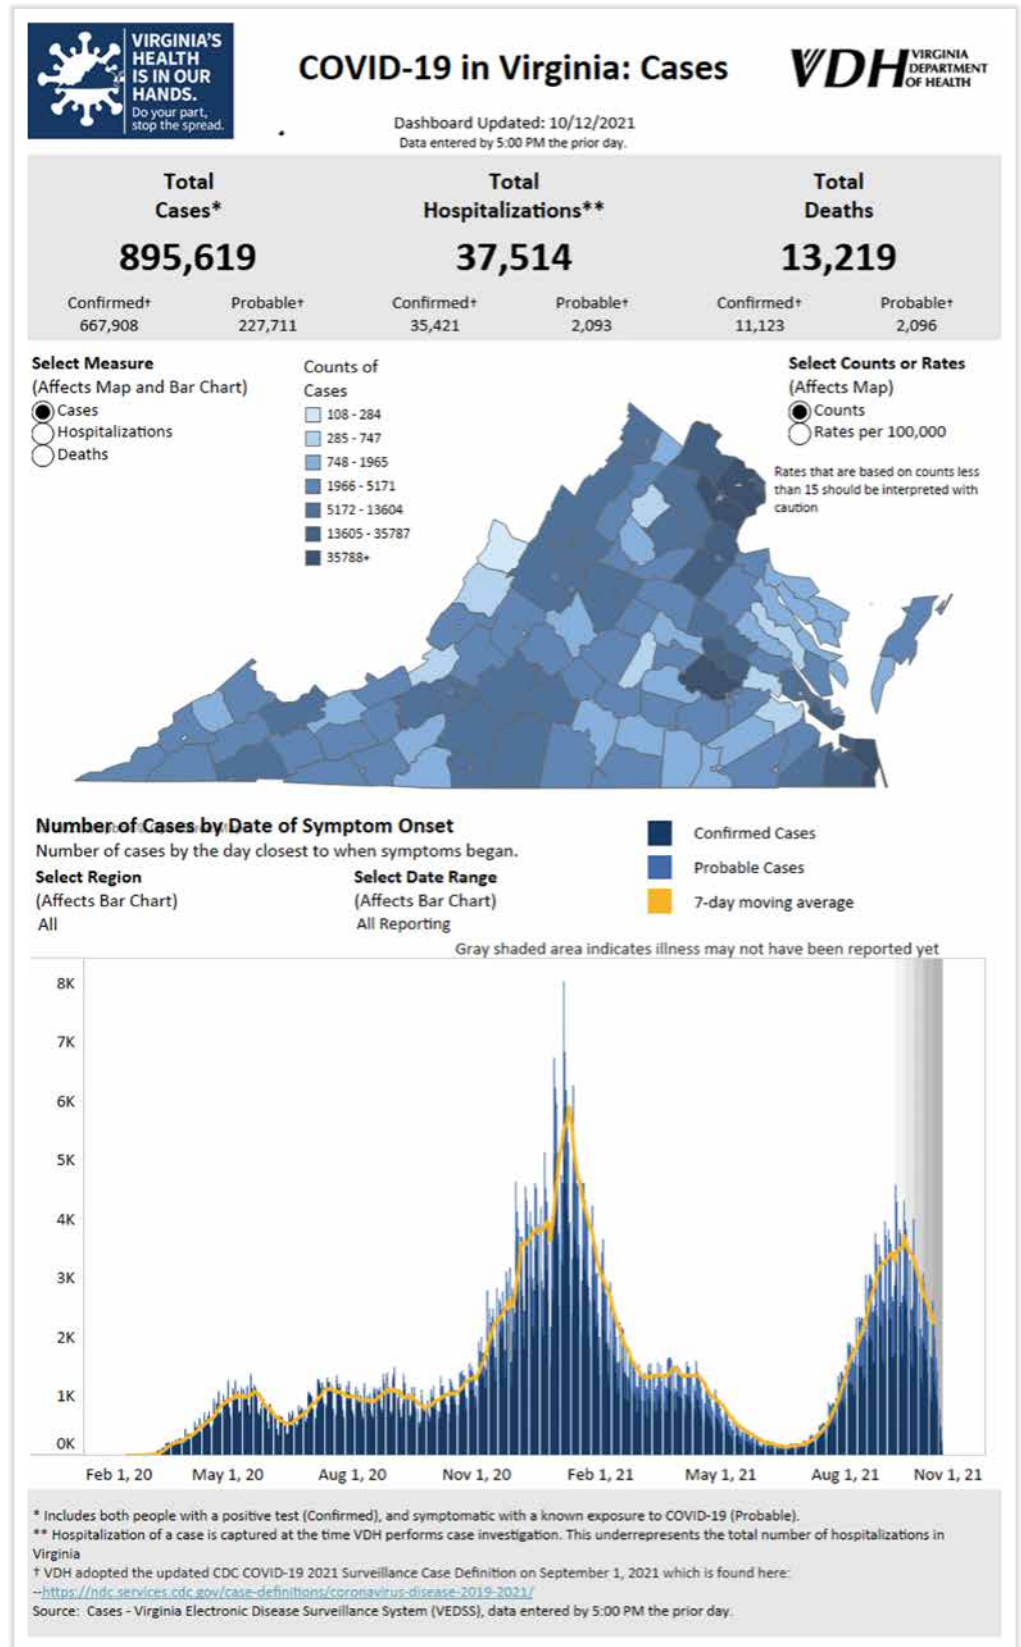 VIRGINIA'S
HEALTH
IS IN OUR
HANDS.
Do your part,
stop the spread.
COVID-19 in Virginia: Cases
VDH VIRGINIA
DEPARTMENT
OF HEALTH
Dashboard Updated: 10/12/2021
Data entered by 5:00 PM the prior day.
Total
Cases*
895,619
Confirmed† Probable†
667,908 227,711
Total
Hospitalizations**
37,514
Confirmed† Probable†
35,421 2,093
Total
Deaths
13,219
Confirmed† Probable†
11,123 2,096
Select Measure
(Affects Map and Bar Chart)
Cases
Hospitalizations
Deaths
Counts of
Cases
108 - 284
285 - 747
748 - 1965
1966 - 5171
5172 - 13604
13605 - 35787
35788+
Select Counts or Rates
(Affects Map)
Counts
Rates per 100,000
Rates that are based on counts less
than 15 should be interpreted with
caution
Number of Cases by Date of Symptom Onset
Number of cases by the day closest to when symptoms began.
Select Region
(Affects Bar Chart)
All
Select Date Range
(Affects Bar Chart)
All Reporting
Confirmed Cases
Probable Cases
7-day moving average
Gray shaded area indicates illness may not have been reported yet
8K
7K
6K
5K
4K
3K
2K
1K
0K
Feb 1, 20 May 1, 20 Aug 1, 20 Nov 1, 20 Feb 1, 21 May 1, 21 Aug 1, 21 Nov 1, 21
* Includes both people with a positive test (Confirmed), and symptomatic with a known exposure to COVID-19 (Probable).
** Hospitalization of a case is captured at the time VDH performs case investigation. This underrepresents the total number of hospitalizations in
Virginia
† VDH adopted the updated CDC COVID-19 2021 Surveillance Case Definition on September 1, 2021 which is found here:
--https://ndc.services.cdc.gov/case-definitions/coronavirus-disease-2019-2021/
Source: Cases - Virginia Electronic Disease Surveillance System (VEDSS), data entered by 5:00 PM the prior day.